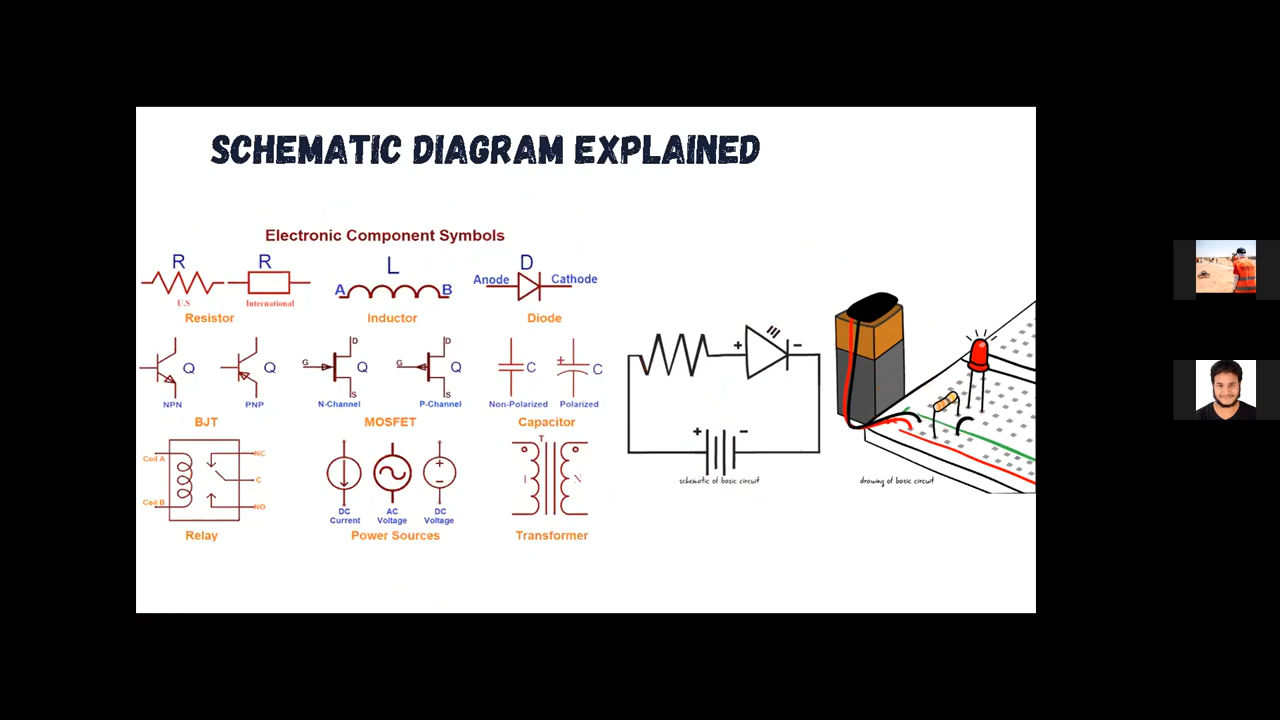 SCHEMATIC DIAGRAM EXPLAINED
Electronic Component Symbols
R
R
U.S
International
Resistor
L
A
B
Inductor
D
Anode
Cathode
Diode
Q
NPN
Q
PNP
BJT
D
G
Q
S
N-Channel
D
G
Q
S
P-Channel
MOSFET
C
Non-Polarized
+
C
Polarized
Capacitor
Coil A
Coil B
NC
C
NO
Relay
DC
Current
AC
Voltage
+
−
DC
Voltage
Power Sources
T
1
N
Transformer
+
−
+
−
schematic of basic circuit
drawing of basic circuit